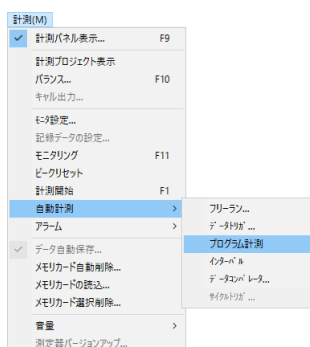 計測(M)
計測パネル表示... F9
計測プロジェクト表示
バランス... F10
キャル出力...
ﾓﾆﾀ設定...
記録データの設定...
モニタリング F11
ピークリセット
計測開始 F1
自動計測 >
アラーム >
データ自動保存...
メモリカード自動削除...
メモリカードの読込...
メモリカード選択削除...
音量 >
測定器バージョンアップ...
フリーラン...
ﾃﾞｰﾀﾄﾘｶﾞ...
プログラム計測
ｲﾝﾀｰﾊﾞﾙ
ﾃﾞｰﾀｺﾝﾊﾟﾚｰﾀ...
ｻｲｸﾙﾄﾘｶﾞ...